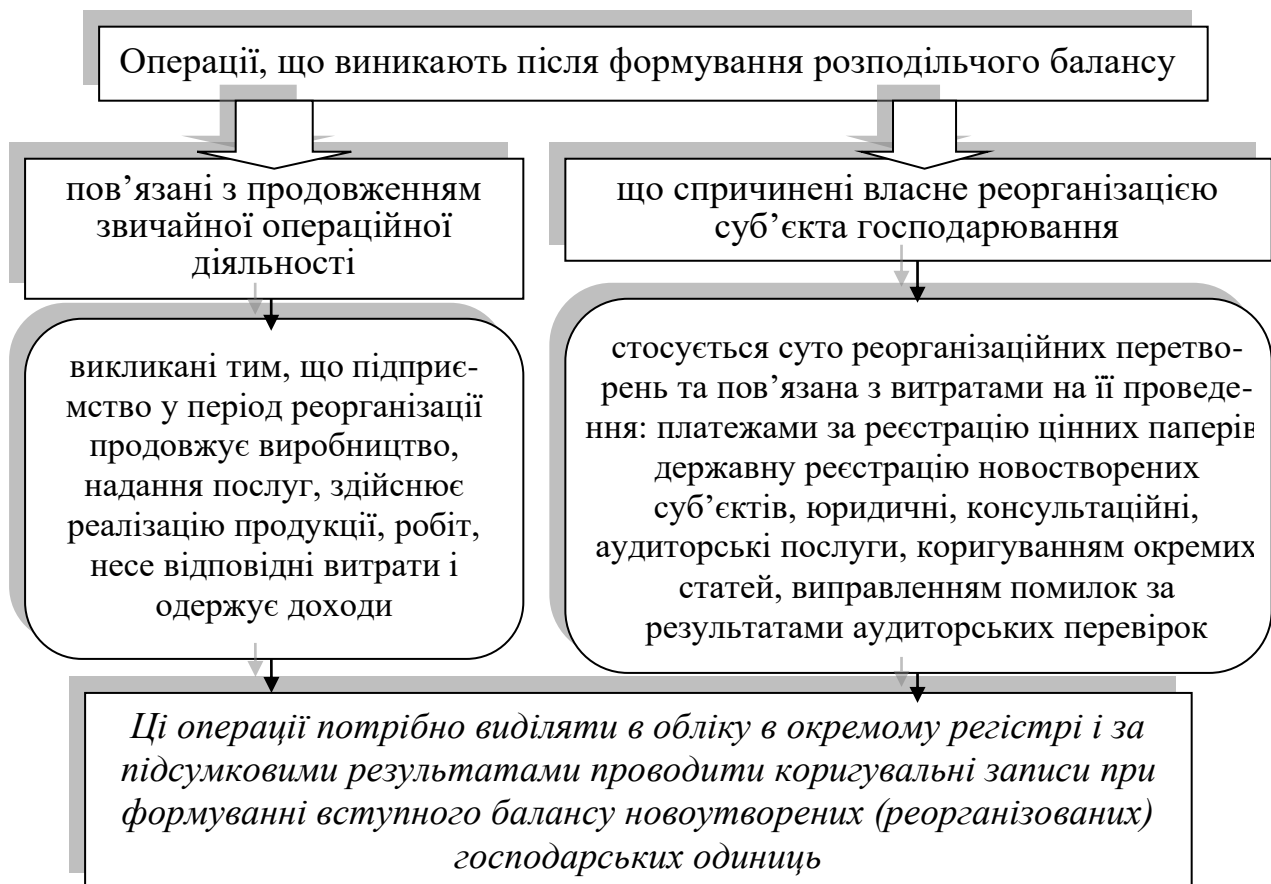 Операції, що виникають після формування розподільчого балансу
пов’язані з продовженням
звичайної операційної
діяльності
що спричинені власне реорганізацією
суб’єкта господарювання
викликані тим, що підприє-
мство у період реорганізації
продовжує виробництво,
надання послуг, здійснює
реалізацію продукції, робіт,
несе відповідні витрати і
одержує доходи
стосується суто реорганізаційних перетво-
рень та пов’язана з витратами на її проведе-
ння: платежами за реєстрацію цінних паперів
державну реєстрацію новостворених
суб’єктів, юридичні, консультаційні,
аудиторські послуги, коригуванням окремих
статей, виправленням помилок за
результатами аудиторських перевірок
Ці операції потрібно виділяти в обліку в окремому регістрі і за
підсумковими результатами проводити коригувальні записи при
формуванні вступного балансу новоутворених (реорганізованих)
господарських одиниць